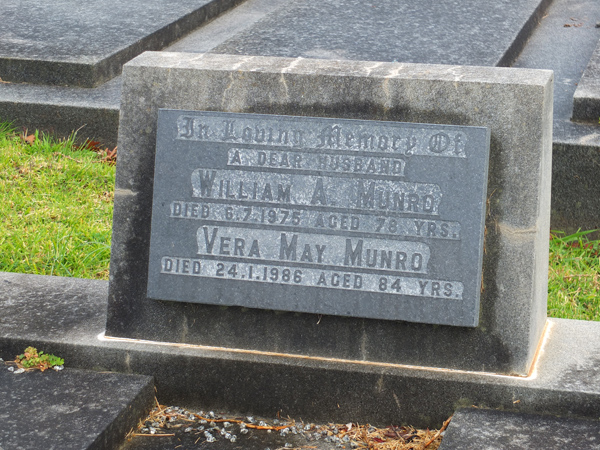 In Loving Memory Of
A DEAR HUSBAND
WILLIAM A. MUNRO
DIED 6.7.1975 AGED 78 YRS.
VERA MAY MUNRO
DIED 24.1.1986 AGED 84 YRS.